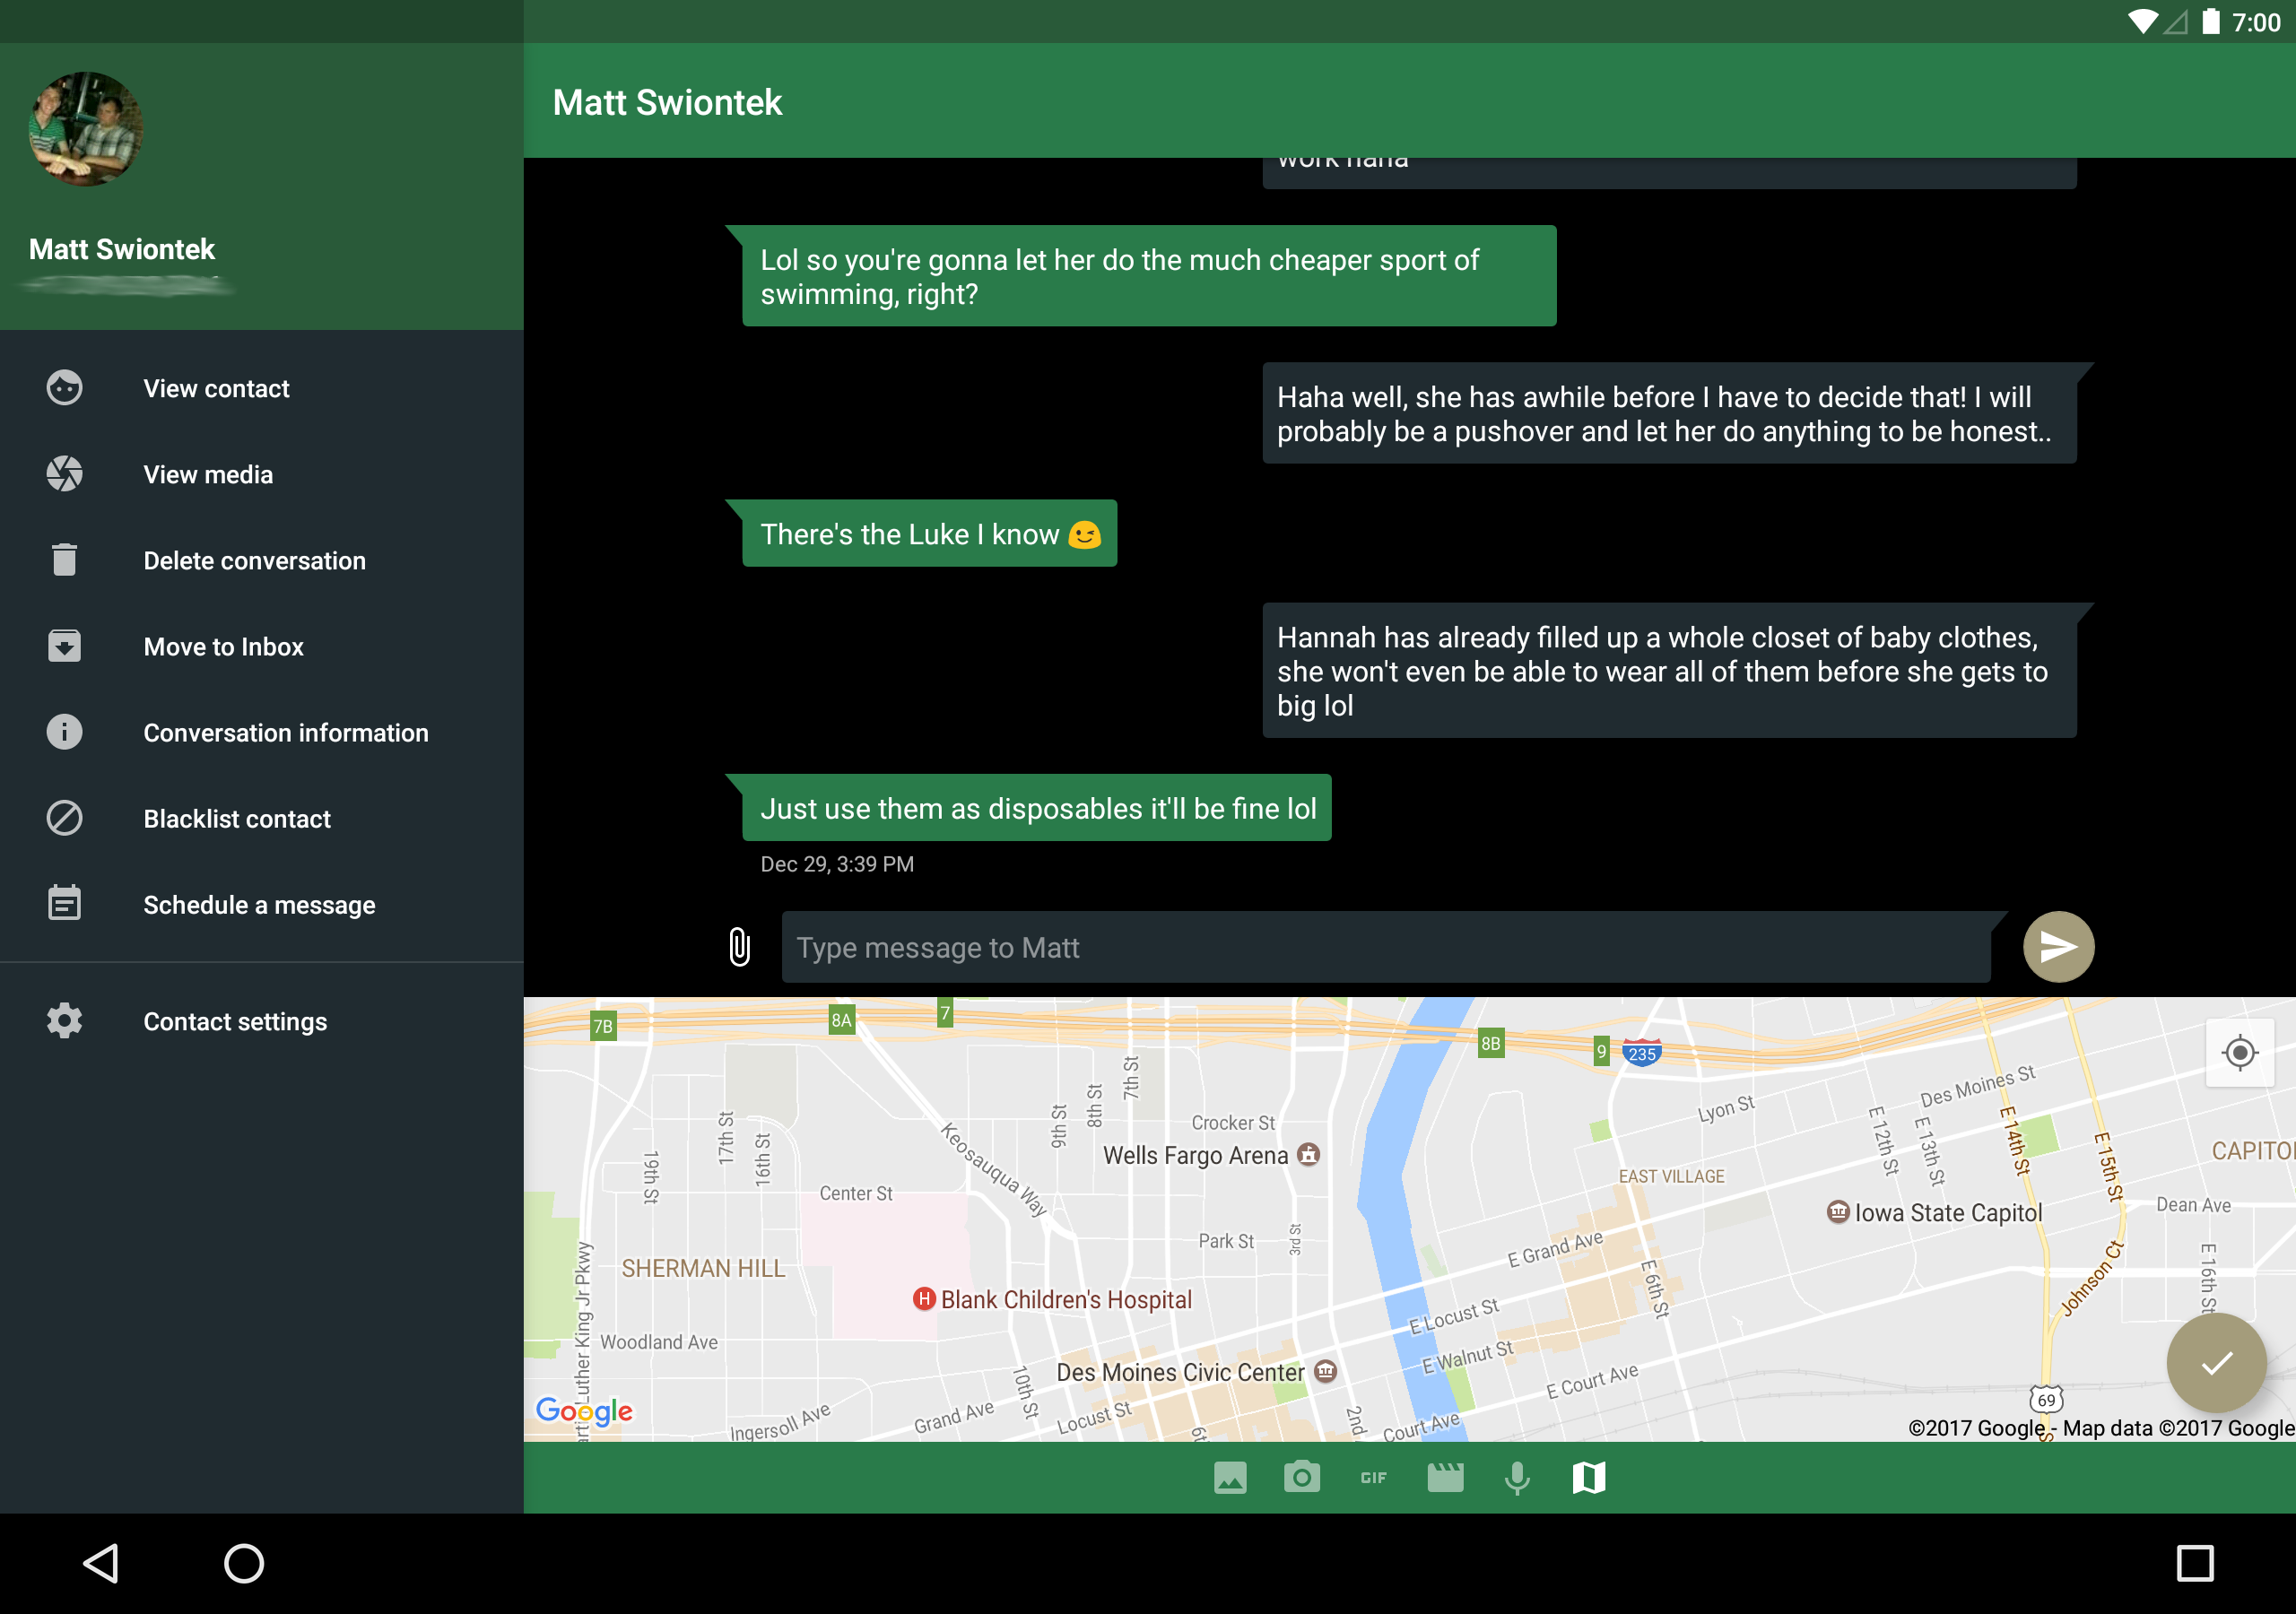 7:00
Matt Swiontek
Matt Swiontek
View contact
View media
Delete conversation
Move to Inbox
Conversation information
Blacklist contact
Schedule a message
Contact settings
work haha
Lol so you're gonna let her do the much cheaper sport of
swimming, right?
Haha well, she has awhile before I have to decide that! I will
probably be a pushover and let her do anything to be honest..
There's the Luke I know 😉
Hannah has already filled up a whole closet of baby clothes,
she won't even be able to wear all of them before she gets to
big lol
Just use them as disposables it'll be fine lol
Dec 29, 3:39 PM
Type message to Matt
7B
8A
7
8B
9
235
7th St
8th St
9th St
17th St
16th St
19th St
Keosauqua Way
Crocker St
Wells Fargo Arena
Center St
Park St
3rd St
SHERMAN HILL
H
Blank Children's Hospital
Luther King Jr Pkwy
Woodland Ave
Des Moines Civic Center
10th St
Ingersoll Ave
Grand Ave
Locust St
2nd
Court Ave
Lyon St
Des Moines St
E 12th St
E 13th St
E 14th St
E 15th St
EAST VILLAGE
Iowa State Capitol
Dean Ave
E Grand Ave
E 6th St
E Locust St
E Walnut St
E Court Ave
Johnson Ct
E 16th St
69
Google
©2017 Google - Map data ©2017 Google
GIF